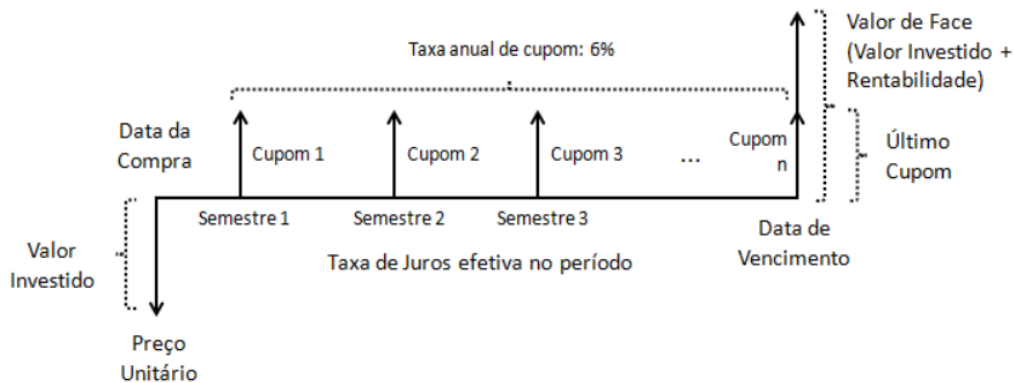 Taxa anual de cupom: 6%
Valor de Face
(Valor Investido +
Rentabilidade)
Data da
Compra
Cupom 1
Cupom 2
Cupom 3
...
Cupom
n
Último
Cupom
Semestre 1
Semestre 2
Semestre 3
Data de
Vencimento
Valor
Investido
Taxa de Juros efetiva no período
Preço
Unitário